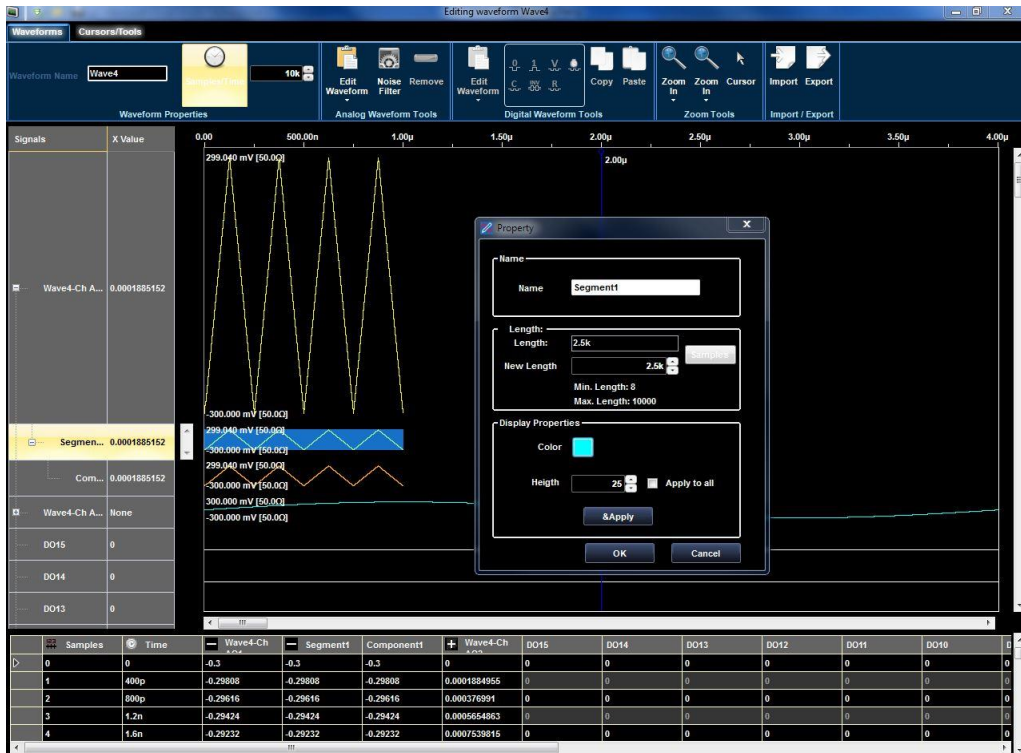 Editing waveform Wave4
Waveforms Cursors/Tools
Waveform Name Wave4
Samples/Time
10k
Edit Waveform
Noise Filter
Remove
Edit Waveform
0 1 V
C R
Copy Paste
Zoom In
Zoom In
Cursor
Import Export
Waveform Properties
Analog Waveform Tools
Digital Waveform Tools
Zoom Tools
Import / Export
Signals X Value
0.00 500.00n 1.00µ 1.50µ 2.00µ 2.50µ 3.00µ 3.50µ 4.00µ
299.040 mV [50.0Ω]
2.00µ
Wave4-Ch A... 0.0001885152
-300.000 mV [50.0Ω]
Segmen... 0.0001885152
299.040 mV [50.0Ω]
-300.000 mV [50.0Ω]
Com... 0.0001885152
299.040 mV [50.0Ω]
-300.000 mV [50.0Ω]
Wave4-Ch A... None
300.000 mV [50.0Ω]
-300.000 mV [50.0Ω]
DO15 0
DO14 0
DO13 0
Property
X
Name
Name Segment1
Length:
Length: 2.5k
Samples
New Length 2.5k
Min. Length: 8
Max. Length: 10000
Display Properties
Color
Heigth 25 Apply to all
&Apply
OK Cancel
Samples Time Wave4-Ch Segment1 Component1 Wave4-Ch DO15 DO14 DO13 DO12 DO11 DO10 D
0 0 -0.3 -0.3 -0.3 0 0 0 0 0 0 0 0
1 400p -0.29808 -0.29808 -0.29808 0.0001884955 0 0 0 0 0 0 0
2 800p -0.29616 -0.29616 -0.29616 0.000376991 0 0 0 0 0 0 0
3 1.2n -0.29424 -0.29424 -0.29424 0.0005654863 0 0 0 0 0 0 0
4 1.6n -0.29232 -0.29232 -0.29232 0.0007539815 0 0 0 0 0 0 0